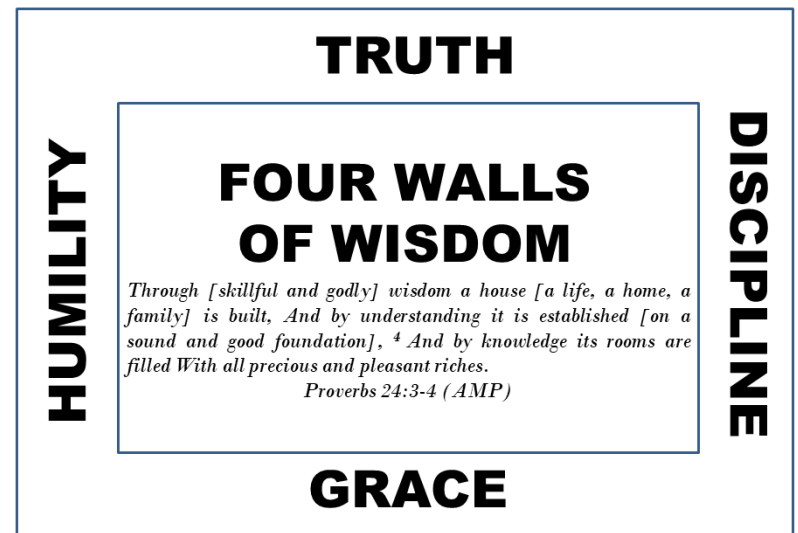 TRUTH
HUMILITY
DISCIPLINE
FOUR WALLS
OF WISDOM
Through [skillful and godly] wisdom a house [a life, a home, a
family] is built, And by understanding it is established [on a
sound and good foundation], ⁴ And by knowledge its rooms are
filled With all precious and pleasant riches.
Proverbs 24:3-4 (AMP)
GRACE